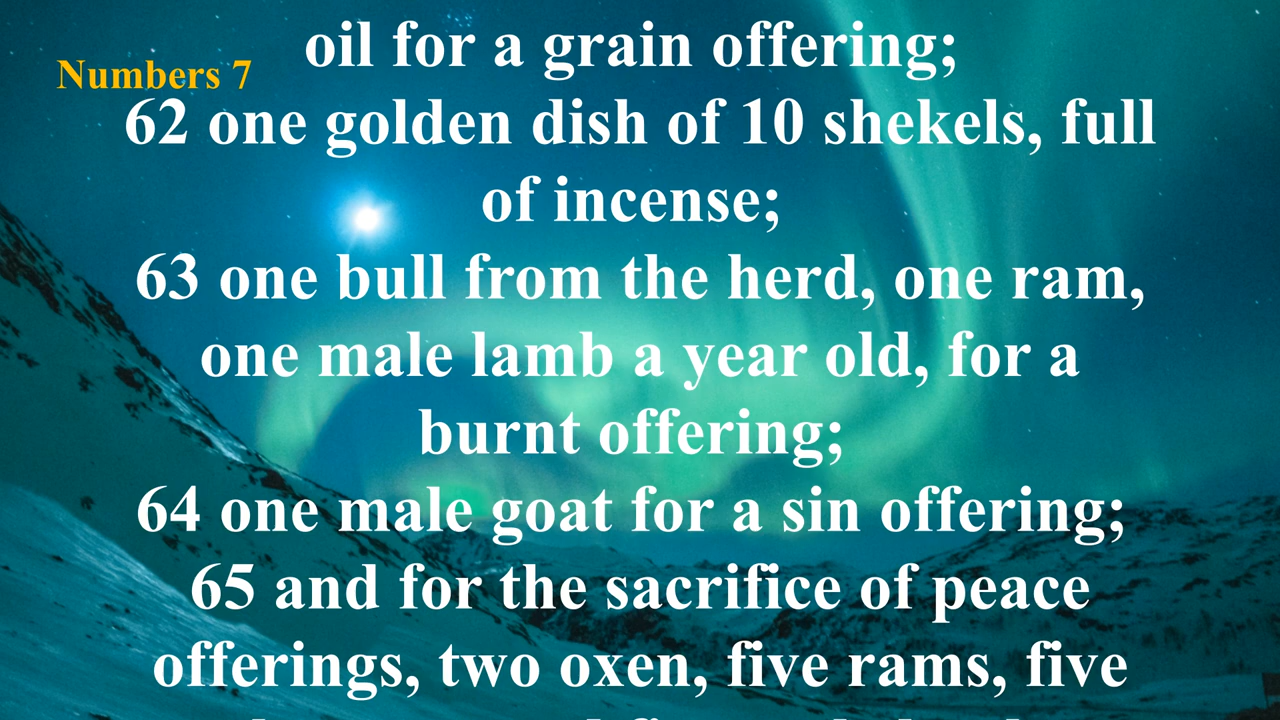 oil for a grain offering;
Numbers 7
62 one golden dish of 10 shekels, full
of incense;
63 one bull from the herd, one ram,
one male lamb a year old, for a
burnt offering;
64 one male goat for a sin offering;
65 and for the sacrifice of peace
offerings, two oxen, five rams, five